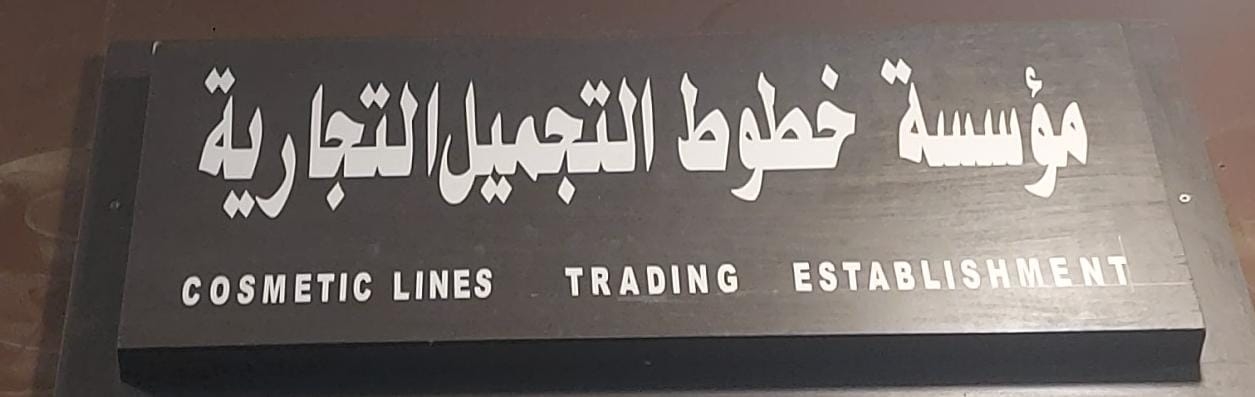 مؤسسة خطوط التجميل التجارية
COSMETIC LINES TRADING ESTABLISHMENT